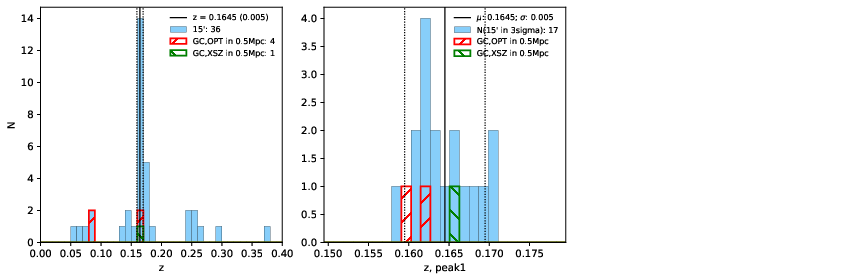 z = 0.1645 (0.005)
15': 36
GC,OPT in 0.5Mpc: 4
GC,XSZ in 0.5Mpc: 1
14
12
10
8
6
4
2
0
N
0.00 0.05 0.10 0.15 0.20 0.25 0.30 0.35 0.40
z
μ: 0.1645; σ: 0.005
N(15' in 3sigma): 17
GC,OPT in 0.5Mpc
GC,XSZ in 0.5Mpc
4.0
3.5
3.0
2.5
2.0
1.5
1.0
0.5
0.0
0.150 0.155 0.160 0.165 0.170 0.175
z, peak1